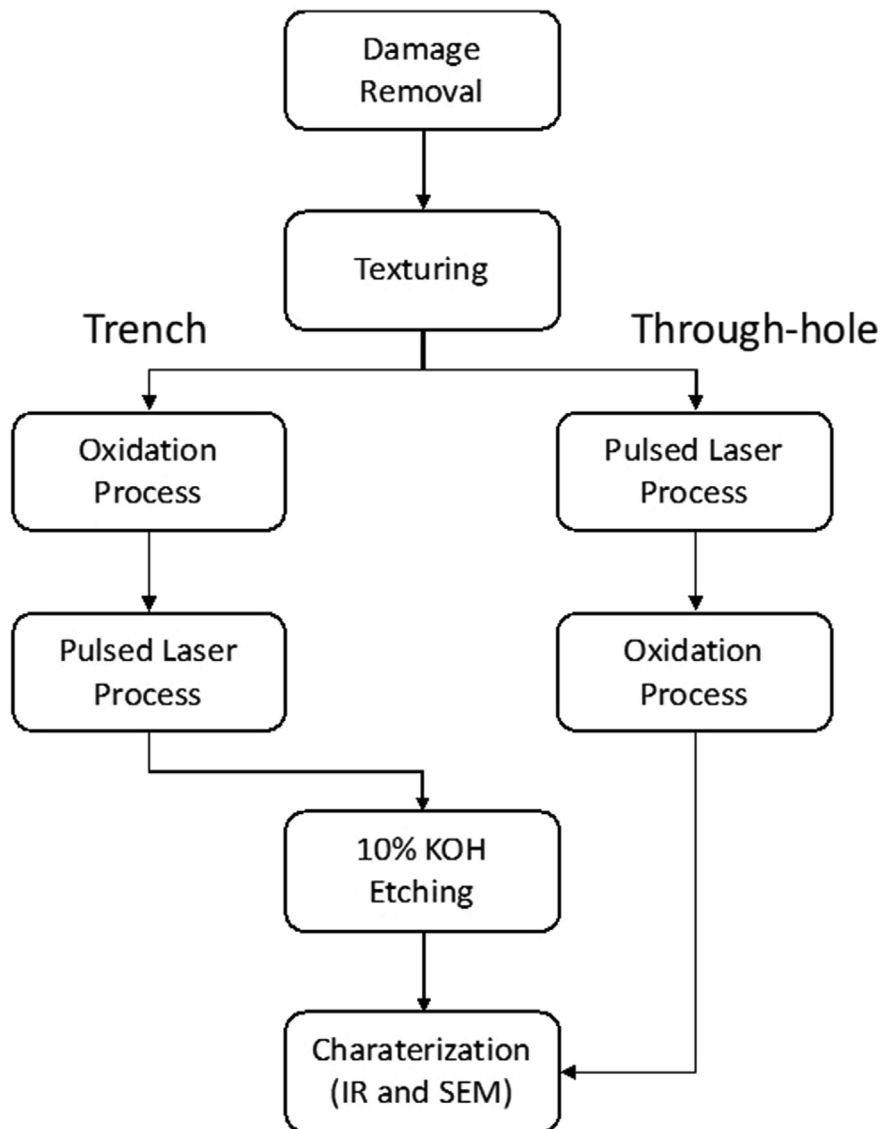 Damage
Removal
Texturing
Trench
Through-hole
Oxidation
Process
Pulsed Laser
Process
Pulsed Laser
Process
Oxidation
Process
10% KOH
Etching
Charaterization
(IR and SEM)